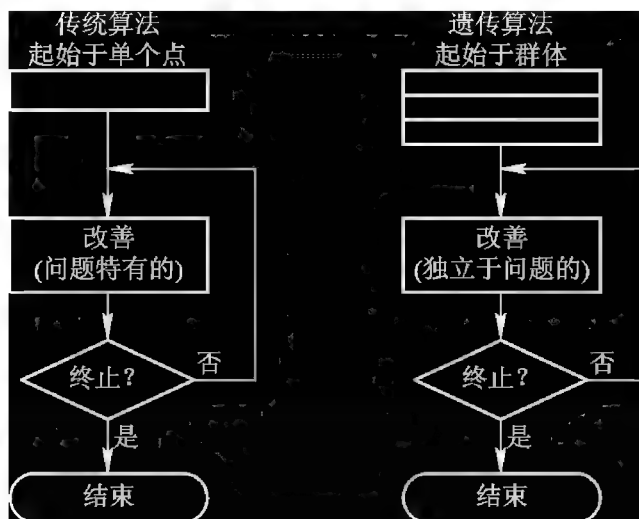 传统算法
起始于单个点
改善
(问题特有的)
终止?
否
是
结束
遗传算法
起始于群体
改善
(独立于问题的)
终止?
否
是
结束